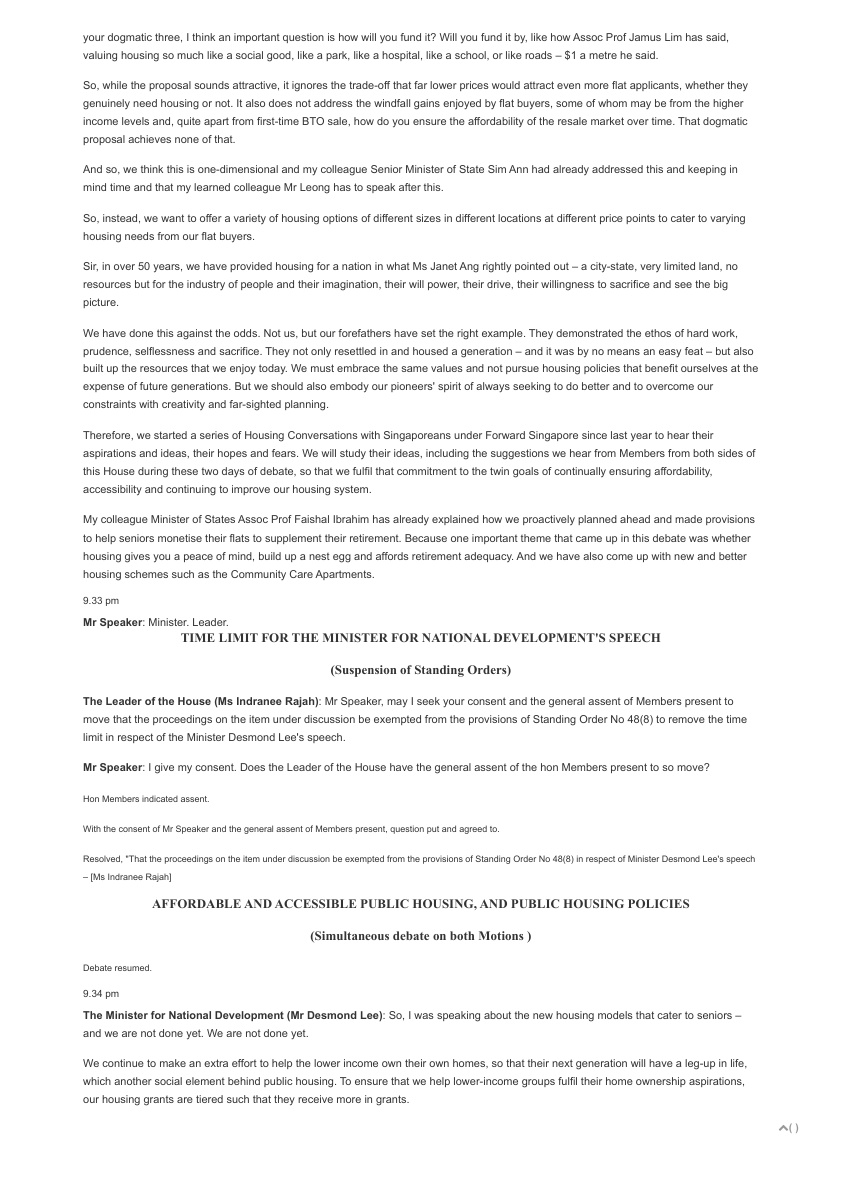 your dogmatic three, I think an important question is how will you fund it? Will you fund it by, like how Assoc Prof Jamus Lim has said,
valuing housing so much like a social good, like a park, like a hospital, like a school, or like roads – $1 a metre he said.
So, while the proposal sounds attractive, it ignores the trade-off that far lower prices would attract even more flat applicants, whether they
genuinely need housing or not. It also does not address the windfall gains enjoyed by flat buyers, some of whom may be from the higher
income levels and, quite apart from first-time BTO sale, how do you ensure the affordability of the resale market over time. That dogmatic
proposal achieves none of that.
And so, we think this is one-dimensional and my colleague Senior Minister of State Sim Ann had already addressed this and keeping in
mind time and that my learned colleague Mr Leong has to speak after this.
So, instead, we want to offer a variety of housing options of different sizes in different locations at different price points to cater to varying
housing needs from our flat buyers.
Sir, in over 50 years, we have provided housing for a nation in what Ms Janet Ang rightly pointed out – a city-state, very limited land, no
resources but for the industry of people and their imagination, their will power, their drive, their willingness to sacrifice and see the big
picture.
We have done this against the odds. Not us, but our forefathers have set the right example. They demonstrated the ethos of hard work,
prudence, selflessness and sacrifice. They not only resettled in and housed a generation – and it was by no means an easy feat – but also
built up the resources that we enjoy today. We must embrace the same values and not pursue housing policies that benefit ourselves at the
expense of future generations. But we should also embody our pioneers' spirit of always seeking to do better and to overcome our
constraints with creativity and far-sighted planning.
Therefore, we started a series of Housing Conversations with Singaporeans under Forward Singapore since last year to hear their
aspirations and ideas, their hopes and fears. We will study their ideas, including the suggestions we hear from Members from both sides of
this House during these two days of debate, so that we fulfil that commitment to the twin goals of continually ensuring affordability,
accessibility and continuing to improve our housing system.
My colleague Minister of States Assoc Prof Faishal Ibrahim has already explained how we proactively planned ahead and made provisions
to help seniors monetise their flats to supplement their retirement. Because one important theme that came up in this debate was whether
housing gives you a peace of mind, build up a nest egg and affords retirement adequacy. And we have also come up with new and better
housing schemes such as the Community Care Apartments.
9.33 pm
Mr Speaker: Minister. Leader.
TIME LIMIT FOR THE MINISTER FOR NATIONAL DEVELOPMENT'S SPEECH
(Suspension of Standing Orders)
The Leader of the House (Ms Indranee Rajah): Mr Speaker, may I seek your consent and the general assent of Members present to
move that the proceedings on the item under discussion be exempted from the provisions of Standing Order No 48(8) to remove the time
limit in respect of the Minister Desmond Lee's speech.
Mr Speaker: I give my consent. Does the Leader of the House have the general assent of the hon Members present to so move?
Hon Members indicated assent.
With the consent of Mr Speaker and the general assent of Members present, question put and agreed to.
Resolved, "That the proceedings on the item under discussion be exempted from the provisions of Standing Order No 48(8) in respect of Minister Desmond Lee's speech
– [Ms Indranee Rajah]
AFFORDABLE AND ACCESSIBLE PUBLIC HOUSING, AND PUBLIC HOUSING POLICIES
(Simultaneous debate on both Motions )
Debate resumed.
9.34 pm
The Minister for National Development (Mr Desmond Lee): So, I was speaking about the new housing models that cater to seniors –
and we are not done yet. We are not done yet.
We continue to make an extra effort to help the lower income own their own homes, so that their next generation will have a leg-up in life,
which another social element behind public housing. To ensure that we help lower-income groups fulfil their home ownership aspirations,
our housing grants are tiered such that they receive more in grants.
( )